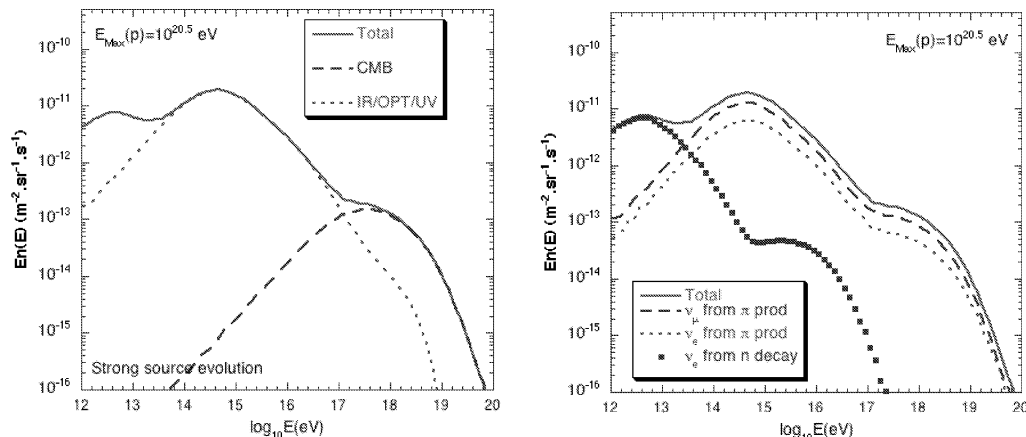 E_Max(p)=10^20.5 eV
Total
CMB
IR/OPT/UV
Strong source evolution
En(E) (m^-2.sr^-1.s^-1)
10^-10
10^-11
10^-12
10^-13
10^-14
10^-15
10^-16
12 13 14 15 16 17 18 19 20
log_10E(eV)
E_Max(p)=10^20.5 eV
Total
ν_μ from π prod
ν_e from π prod
ν_e from n decay
En(E) (m^-2.sr^-1.s^-1)
10^-10
10^-11
10^-12
10^-13
10^-14
10^-15
10^-16
12 13 14 15 16 17 18 19 20
log_10E(eV)